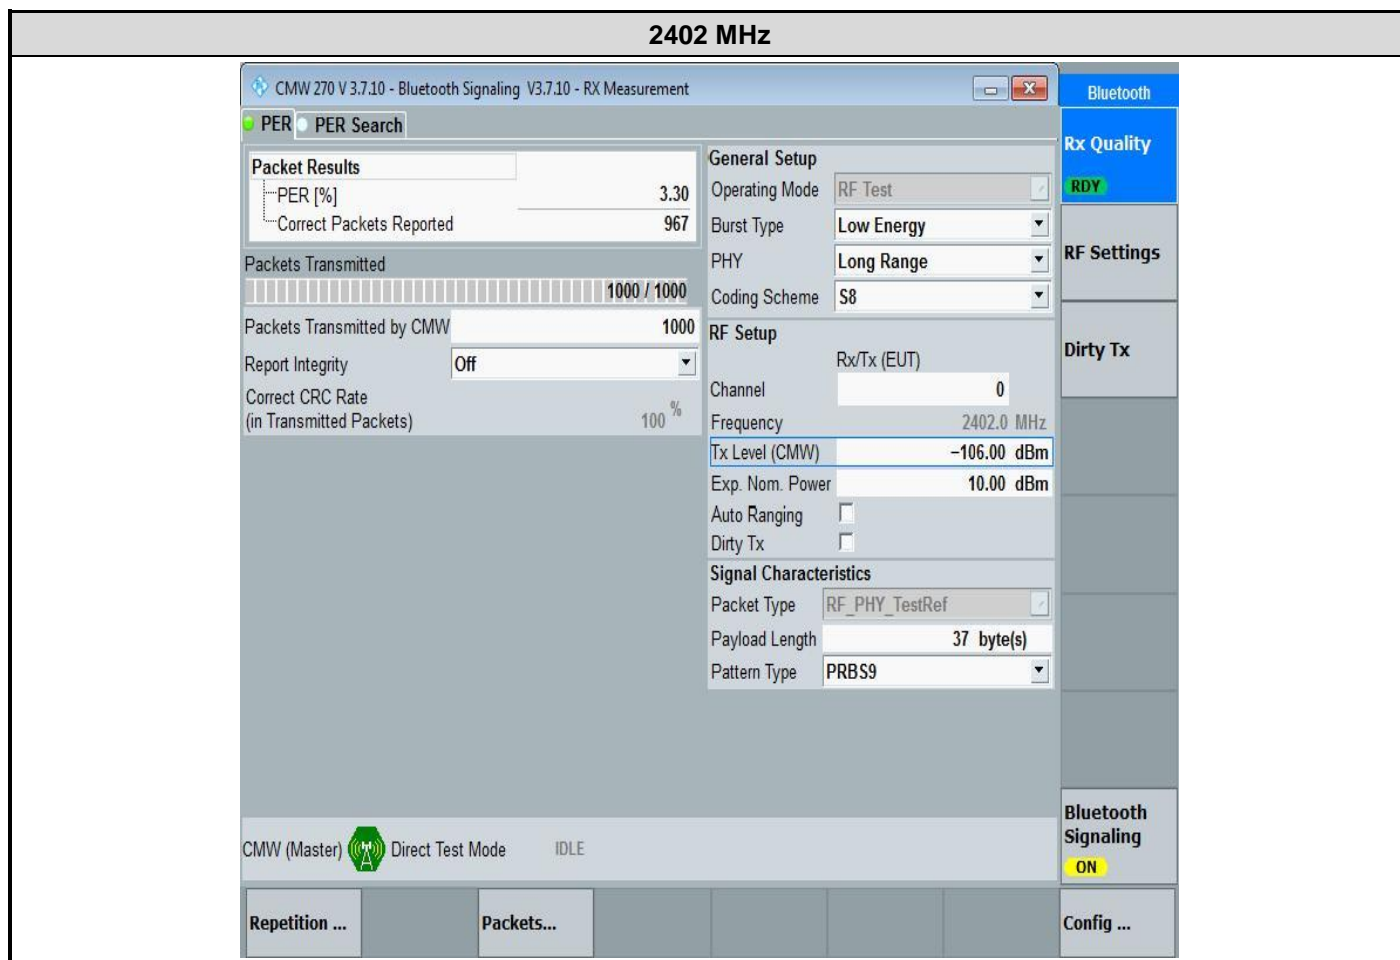 2402 MHz
CMW 270 V 3.7.10 - Bluetooth Signaling V3.7.10 - RX Measurement
Bluetooth
PER
PER Search
Rx Quality
RDY
Packet Results
PER [%] 3.30
Correct Packets Reported 967
Packets Transmitted
1000 / 1000
Packets Transmitted by CMW 1000
Report Integrity Off
Correct CRC Rate
(in Transmitted Packets) 100 %
General Setup
Operating Mode RF Test
Burst Type Low Energy
PHY Long Range
Coding Scheme S8
RF Setup
Rx/Tx (EUT)
Channel 0
Frequency 2402.0 MHz
Tx Level (CMW) −106.00 dBm
Exp. Nom. Power 10.00 dBm
Auto Ranging
Dirty Tx
Signal Characteristics
Packet Type RF_PHY_TestRef
Payload Length 37 byte(s)
Pattern Type PRBS9
RF Settings
Dirty Tx
CMW (Master) Direct Test Mode IDLE
Bluetooth
Signaling
ON
Repetition ...
Packets...
Config ...